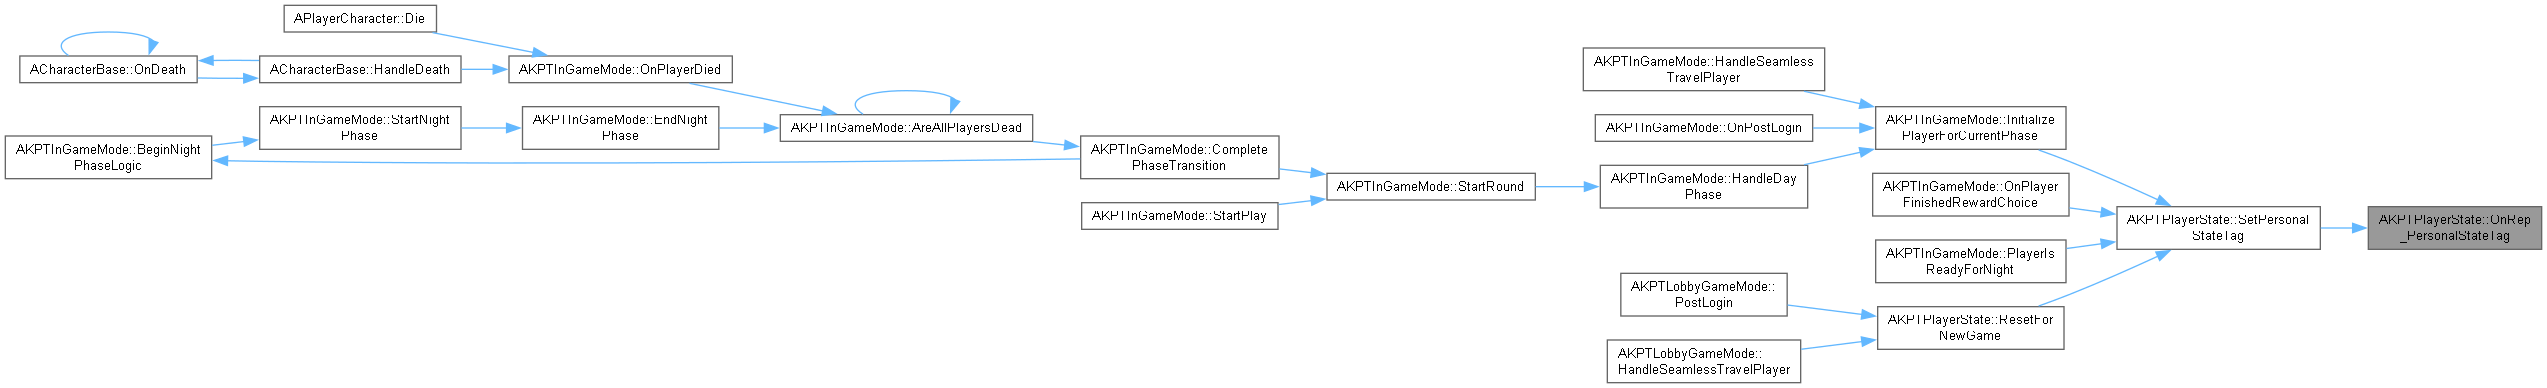 APlayerCharacter::Die
ACharacterBase::OnDeath
ACharacterBase::HandleDeath
AKPTInGameMode::OnPlayerDied
AKPTInGameMode::StartNight
Phase
AKPTInGameMode::EndNight
Phase
AKPTInGameMode::AreAllPlayersDead
AKPTInGameMode::BeginNight
PhaseLogic
AKPTInGameMode::Complete
PhaseTransition
AKPTInGameMode::StartRound
AKPTInGameMode::StartPlay
AKPTInGameMode::HandleSeamless
TravelPlayer
AKPTInGameMode::OnPostLogin
AKPTInGameMode::HandleDay
Phase
AKPTInGameMode::Initialize
PlayerForCurrentPhase
AKPTInGameMode::OnPlayer
FinishedRewardChoice
AKPTInGameMode::PlayerIs
ReadyForNight
AKPTLobbyGameMode::
PostLogin
AKPTLobbyGameMode::
HandleSeamlessTravelPlayer
AKPTPlayerState::ResetFor
NewGame
AKPTPlayerState::SetPersonal
StateTag
AKPTPlayerState::OnRep
_PersonalStateTag